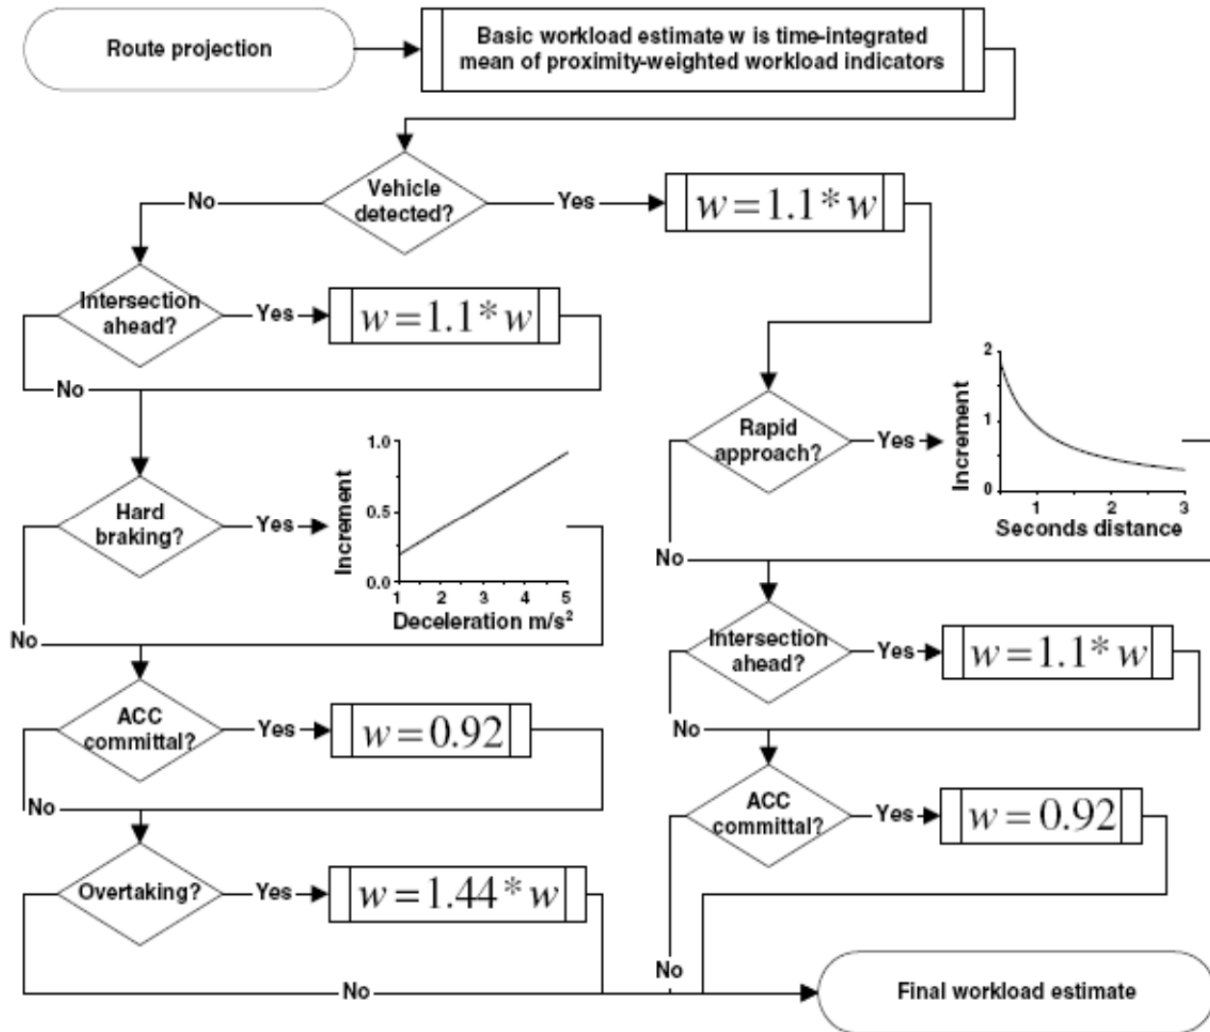 Route projection
Basic workload estimate w is time-integrated
mean of proximity-weighted workload indicators
Vehicle
detected?
No
Yes
w=1.1* w
Intersection
ahead?
Yes
w=1.1* w
No
Hard
braking?
Yes
Increment
1.0
0.5
0.0
1 2 3 4 5
Deceleration m/s²
No
ACC
committal?
Yes
w=0.92
No
Overtaking?
Yes
w=1.44* w
No
Rapid
approach?
Yes
Increment
2
1
0
1 2 3
Seconds distance
No
Intersection
ahead?
Yes
w=1.1* w
No
ACC
committal?
Yes
w=0.92
No
Final workload estimate